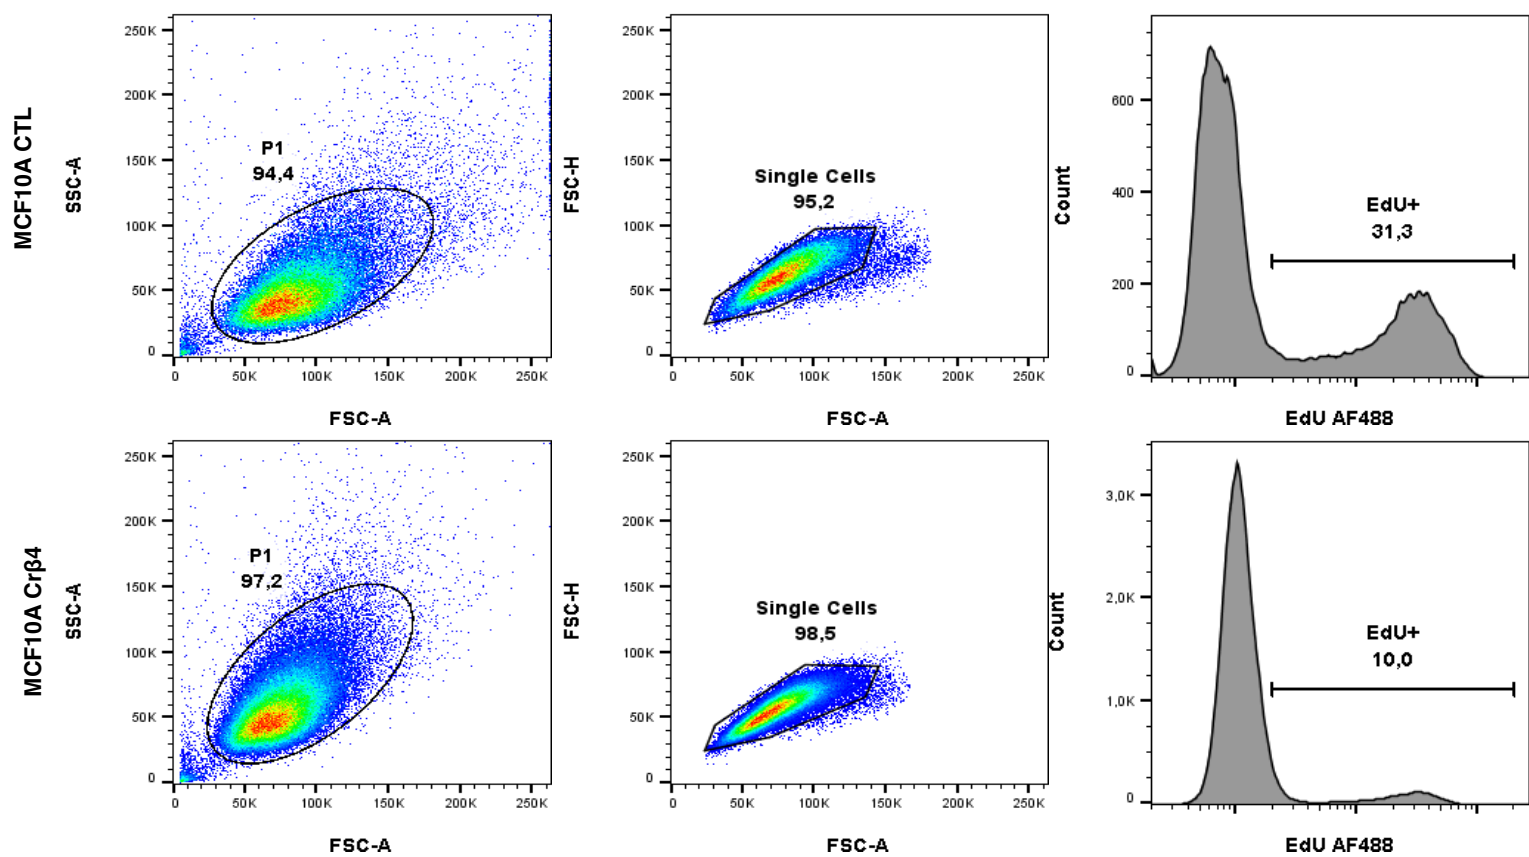 MCF10A CTL
SSC-A
250K
200K
150K
100K
50K
0
P1
94,4
0 50K 100K 150K 200K 250K
FSC-A
FSC-H
250K
200K
150K
100K
50K
0
Single Cells
95,2
0 50K 100K 150K 200K 250K
FSC-A
Count
600
400
200
0
EdU+
31,3
EdU AF488
MCF10A Crβ4
SSC-A
250K
200K
150K
100K
50K
0
P1
97,2
0 50K 100K 150K 200K 250K
FSC-A
FSC-H
250K
200K
150K
100K
50K
0
Single Cells
98,5
0 50K 100K 150K 200K 250K
FSC-A
Count
3,0K
2,0K
1,0K
0
EdU+
10,0
EdU AF488